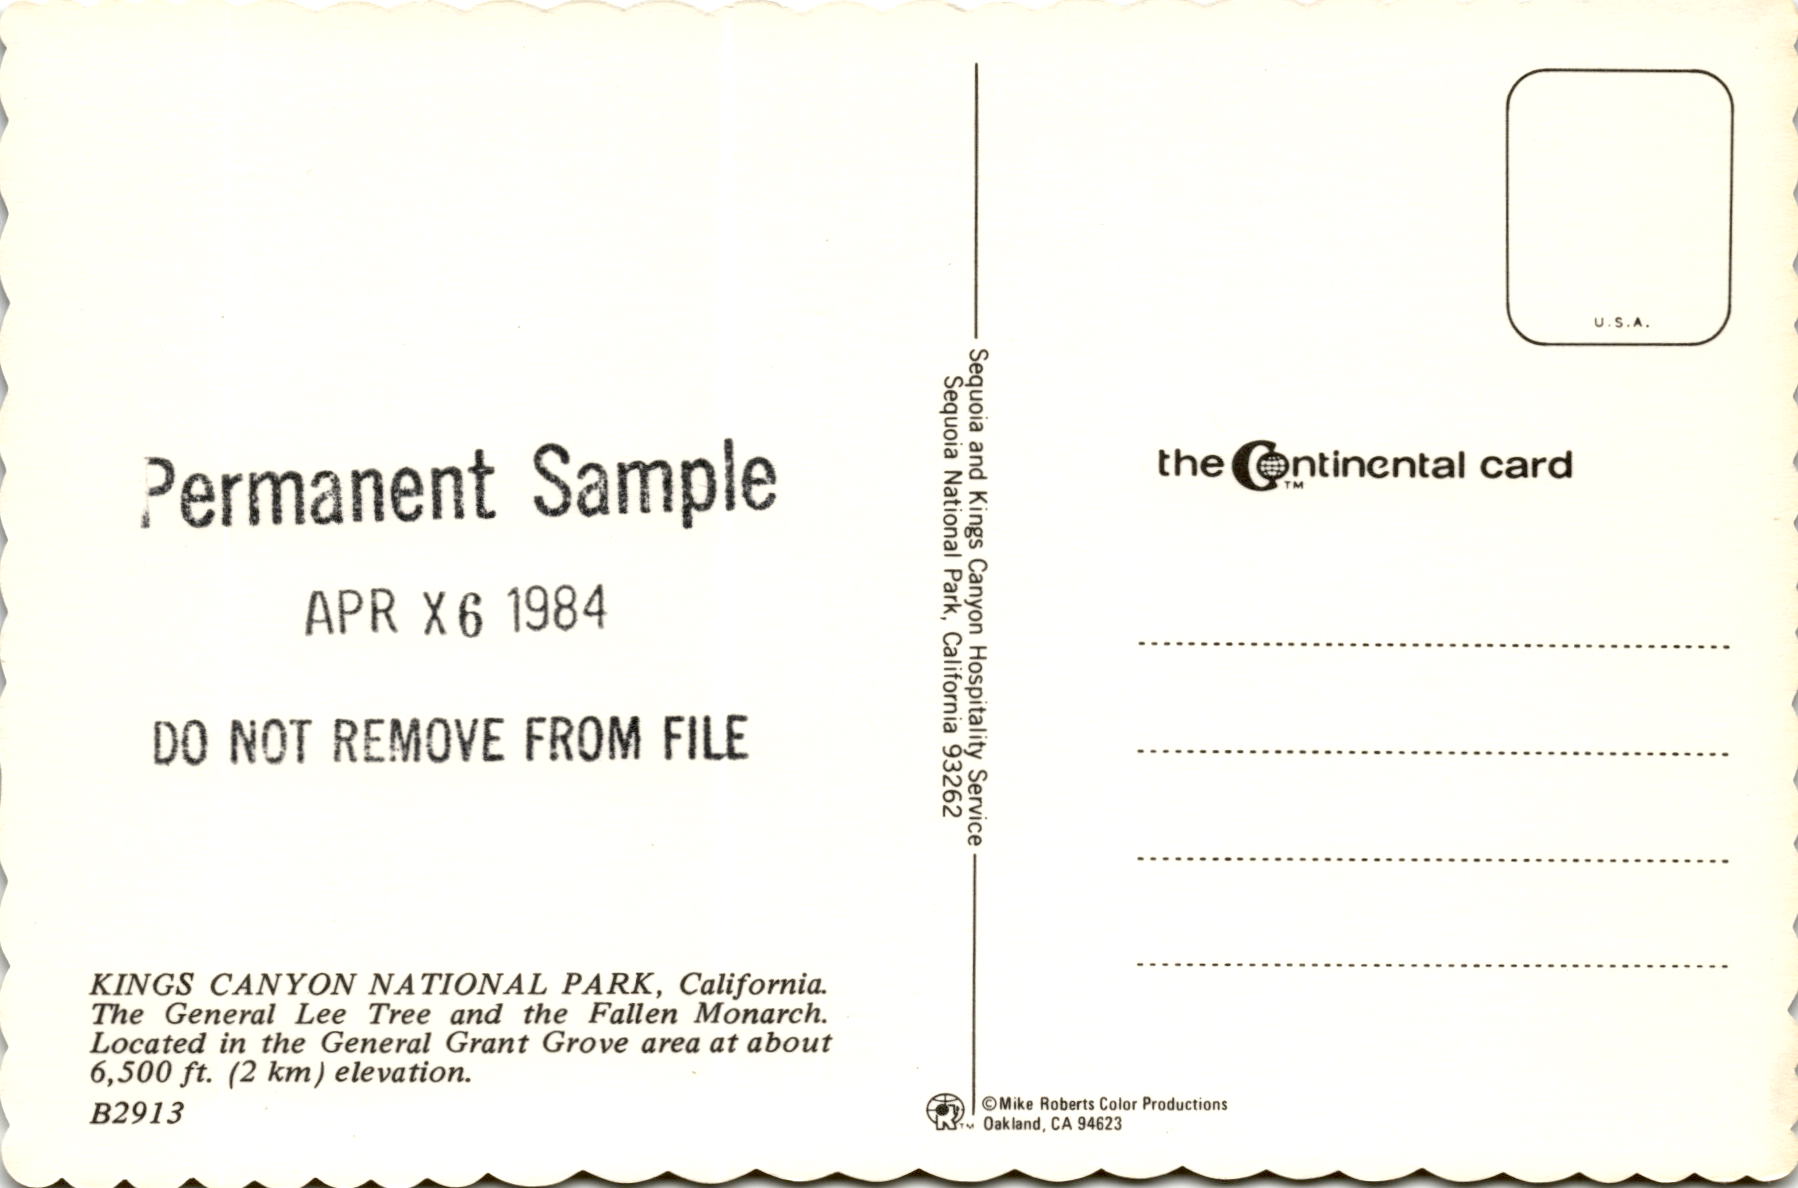 Permanent Sample
APR X6 1984
DO NOT REMOVE FROM FILE
KINGS CANYON NATIONAL PARK, California.
The General Lee Tree and the Fallen Monarch.
Located in the General Grant Grove area at about
6,500 ft. (2 km) elevation.
B2913
Sequoia and Kings Canyon Hospitality Service
Sequoia National Park, California 93262
U.S.A.
the Continental card
TM
R TM
©Mike Roberts Color Productions
Oakland, CA 94623